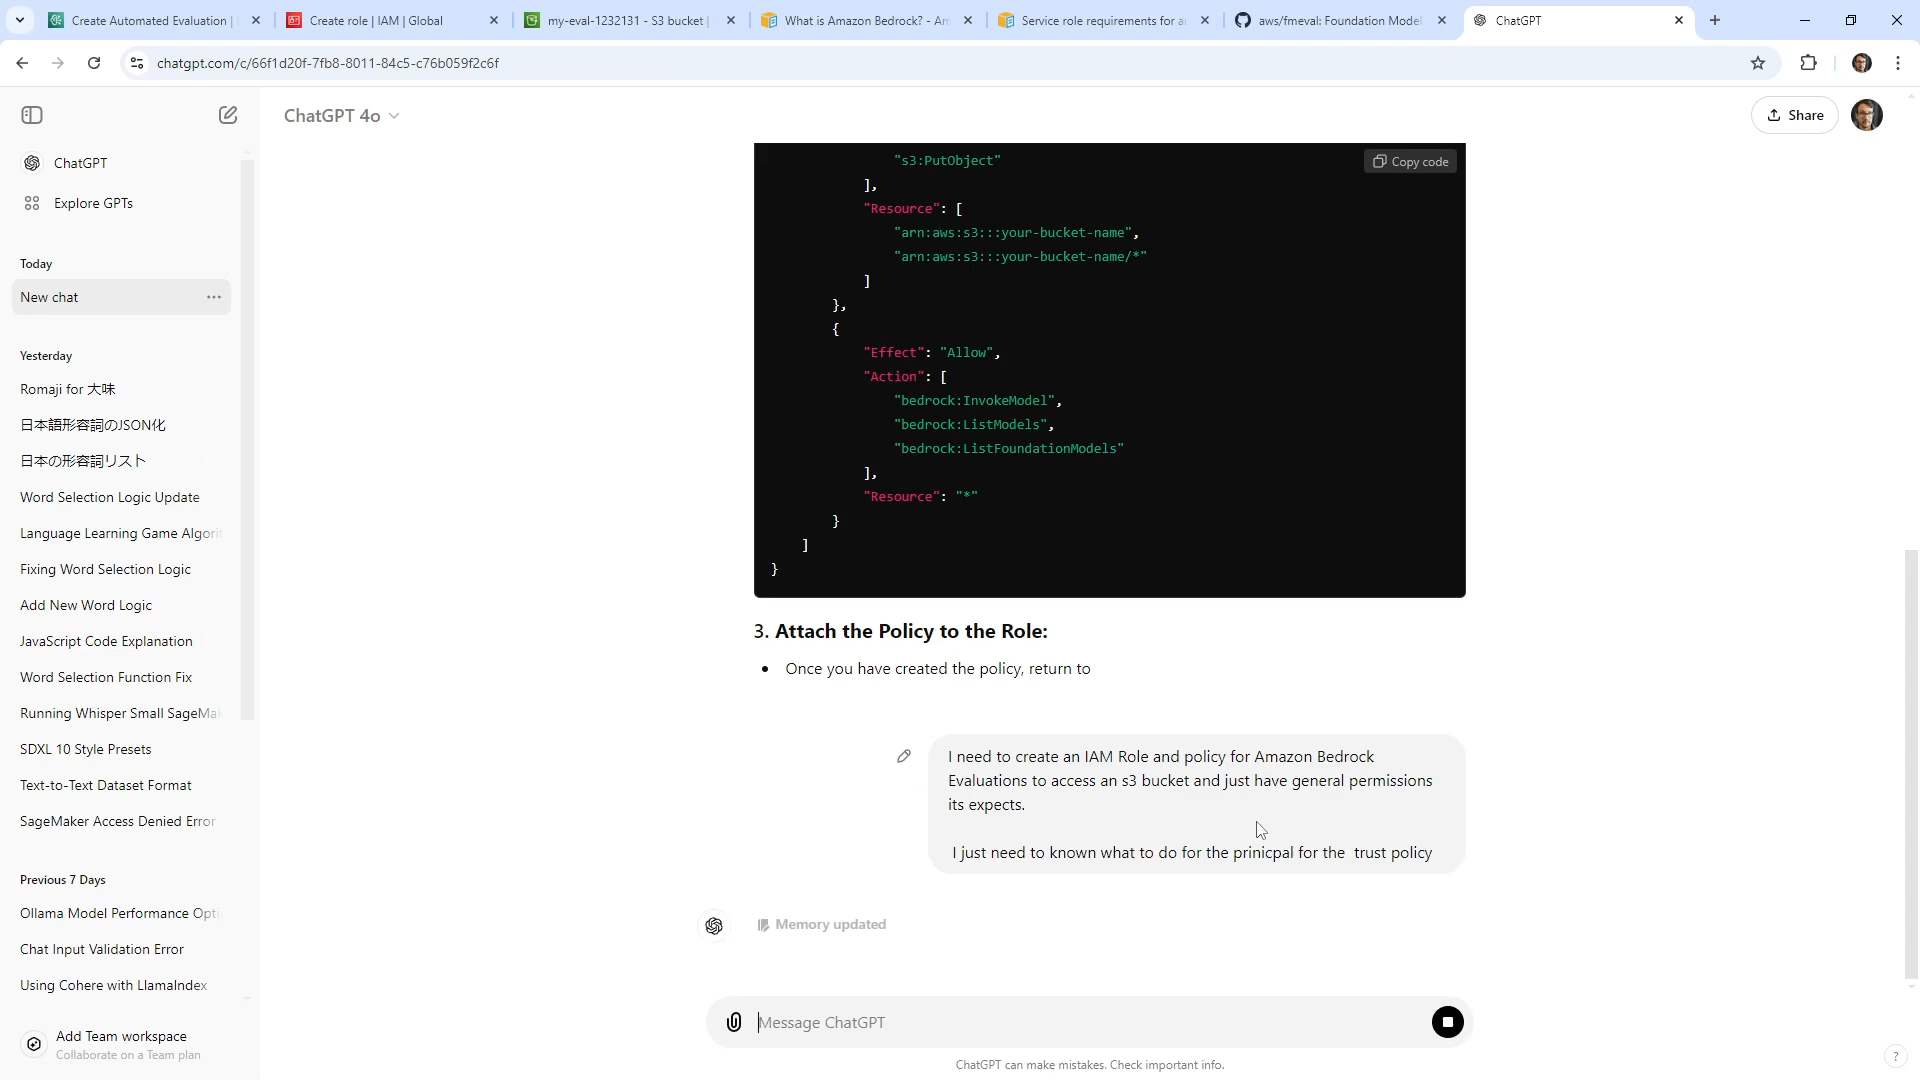 Create Automated Evaluation |
Create role | IAM | Global
my-eval-1232131 - S3 bucket |
What is Amazon Bedrock? - Am
Service role requirements for au
aws/fmeval: Foundation Model
ChatGPT
chatgpt.com/c/66f1d20f-7fb8-8011-84c5-c76b059f2c6f
ChatGPT
Explore GPTs
Today
New chat
Yesterday
Romaji for 大味
日本語形容詞のJSON化
日本の形容詞リスト
Word Selection Logic Update
Language Learning Game Algorit
Fixing Word Selection Logic
Add New Word Logic
JavaScript Code Explanation
Word Selection Function Fix
Running Whisper Small SageMak
SDXL 10 Style Presets
Text-to-Text Dataset Format
SageMaker Access Denied Error
Previous 7 Days
Ollama Model Performance Opti
Chat Input Validation Error
Using Cohere with LlamaIndex
Add Team workspace
Collaborate on a Team plan
ChatGPT 4o
Share
Copy code
"s3:PutObject"
],
"Resource": [
"arn:aws:s3:::your-bucket-name",
"arn:aws:s3:::your-bucket-name/*"
]
},
{
"Effect": "Allow",
"Action": [
"bedrock:InvokeModel",
"bedrock:ListModels",
"bedrock:ListFoundationModels"
],
"Resource": "*"
}
]
}
3. Attach the Policy to the Role:
• Once you have created the policy, return to
I need to create an IAM Role and policy for Amazon Bedrock
Evaluations to access an s3 bucket and just have general permissions
its expects.
I just need to known what to do for the prinicpal for the  trust policy
Memory updated
Message ChatGPT
ChatGPT can make mistakes. Check important info.
?